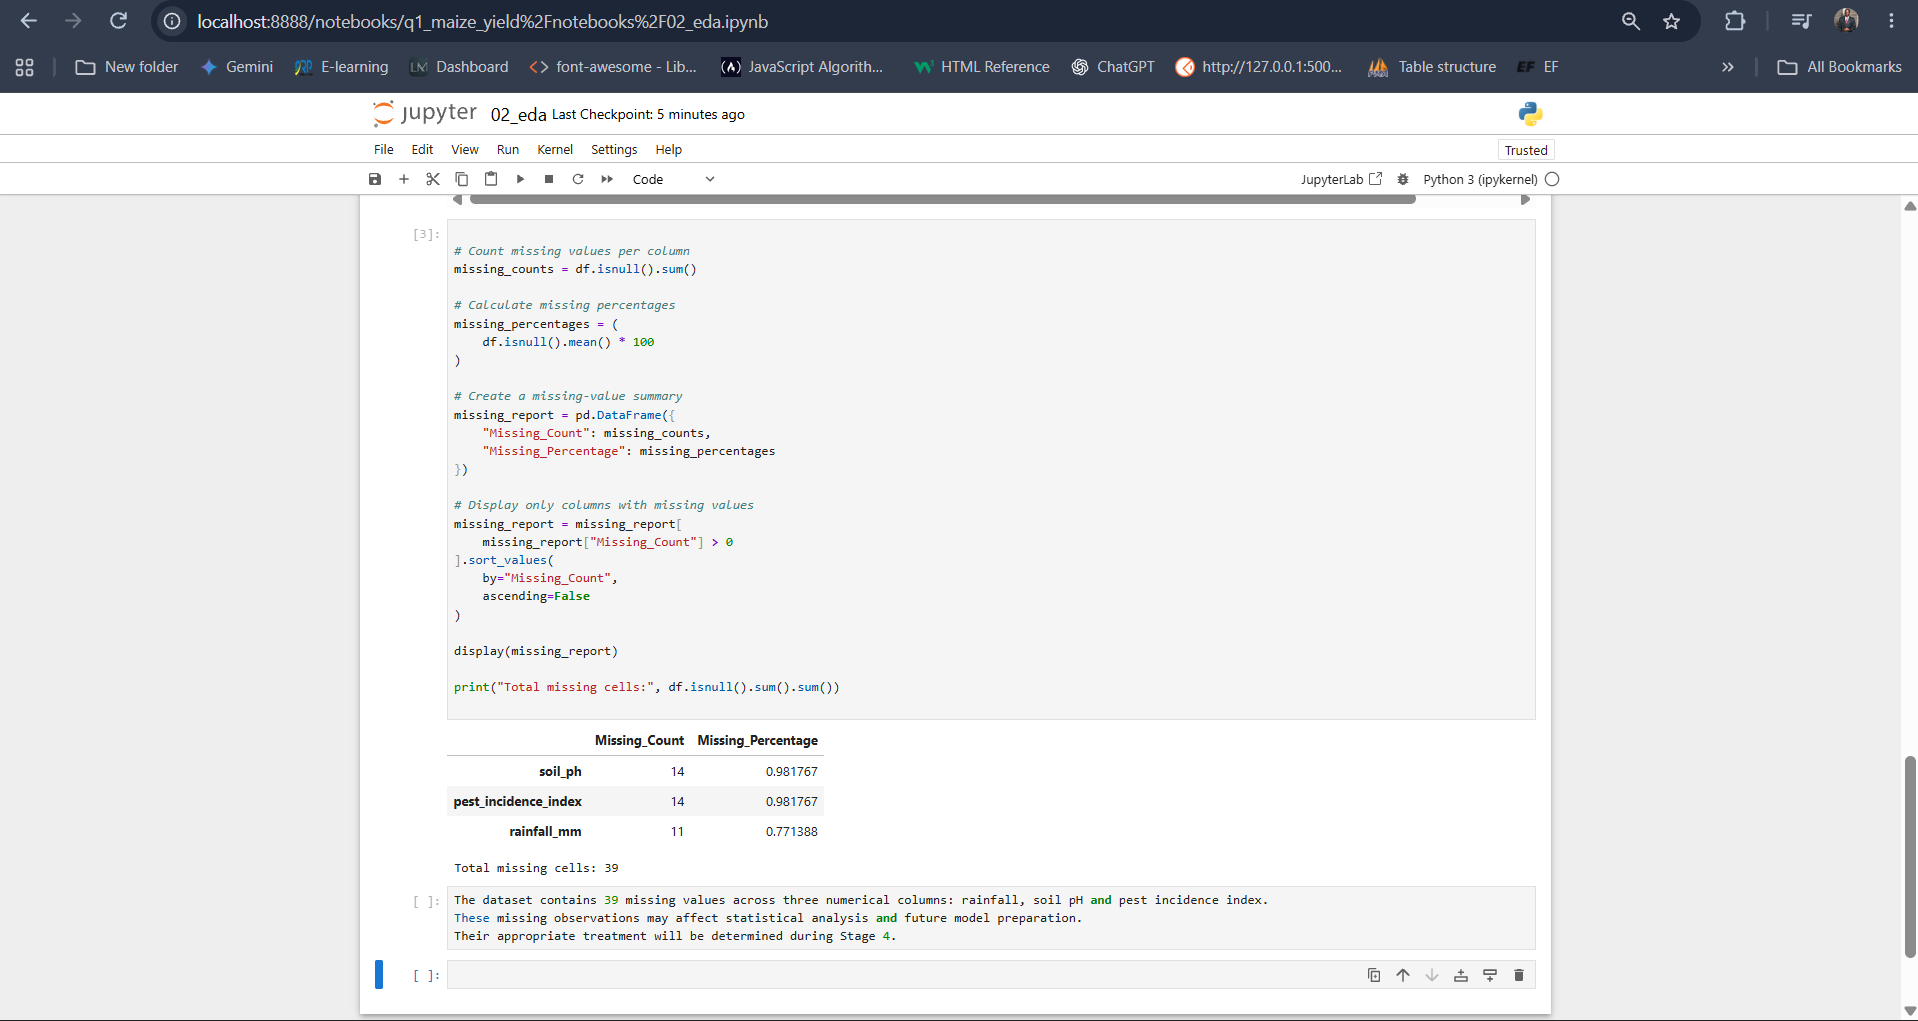 localhost:8888/notebooks/q1_maize_yield%2Fnotebooks%2F02_eda.ipynb
New folder Gemini E-learning Dashboard <> font-awesome - Lib... JavaScript Algorith... HTML Reference ChatGPT http://127.0.0.1:500... Table structure EF EF » All Bookmarks
jupyter 02_eda Last Checkpoint: 5 minutes ago
File Edit View Run Kernel Settings Help Trusted
Code JupyterLab Python 3 (ipykernel)
[3]:
# Count missing values per column
missing_counts = df.isnull().sum()
# Calculate missing percentages
missing_percentages = (
    df.isnull().mean() * 100
)
# Create a missing-value summary
missing_report = pd.DataFrame({
    "Missing_Count": missing_counts,
    "Missing_Percentage": missing_percentages
})
# Display only columns with missing values
missing_report = missing_report[
    missing_report["Missing_Count"] > 0
].sort_values(
    by="Missing_Count",
    ascending=False
)
display(missing_report)
print("Total missing cells:", df.isnull().sum().sum())
Missing_Count Missing_Percentage
soil_ph 14 0.981767
pest_incidence_index 14 0.981767
rainfall_mm 11 0.771388
Total missing cells: 39
[ ]: The dataset contains 39 missing values across three numerical columns: rainfall, soil pH and pest incidence index.
These missing observations may affect statistical analysis and future model preparation.
Their appropriate treatment will be determined during Stage 4.
[ ]: